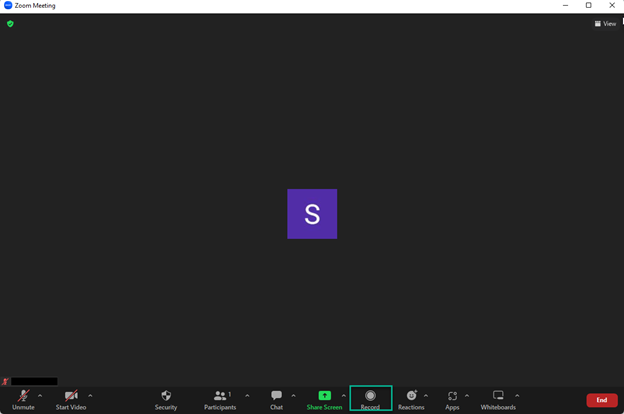 Zoom Meeting
View
S
1
Unmute
Start Video
Security
Participants
Chat
Share Screen
Record
Reactions
Apps
Whiteboards
End